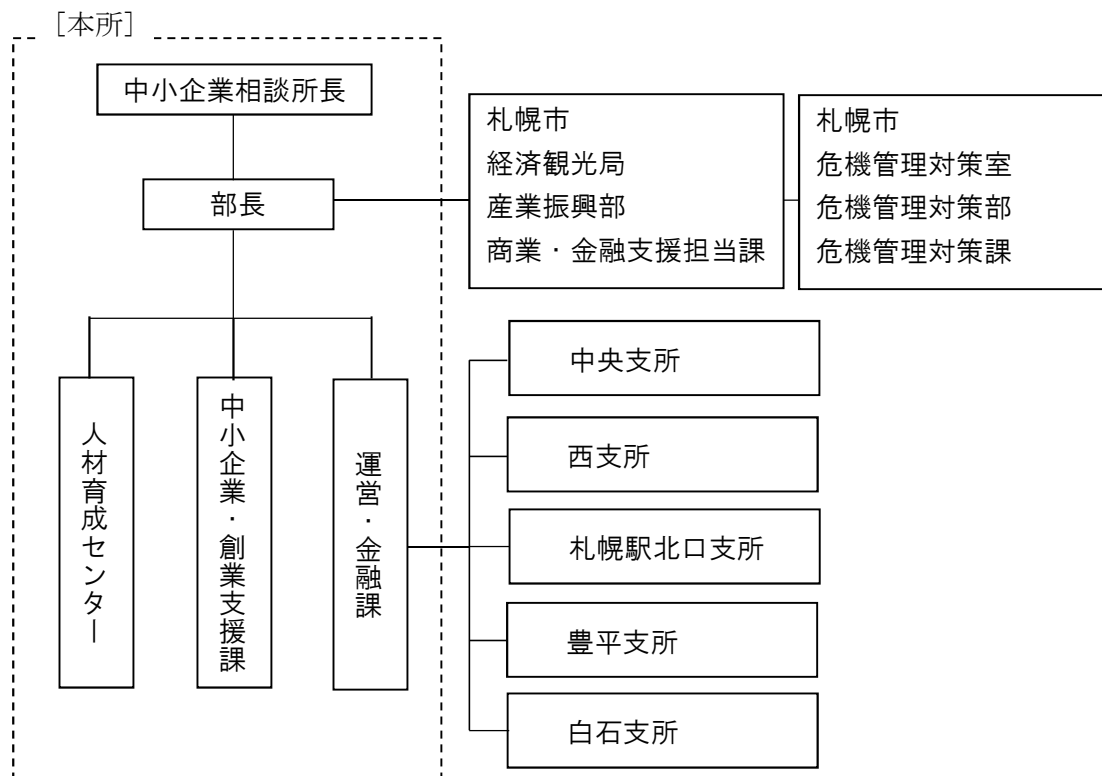 ［本所］
中小企業相談所長
部長
札幌市
経済観光局
産業振興部
商業・金融支援担当課
札幌市
危機管理対策室
危機管理対策部
危機管理対策課
人材育成センター
中小企業・創業支援課
運営・金融課
中央支所
西支所
札幌駅北口支所
豊平支所
白石支所